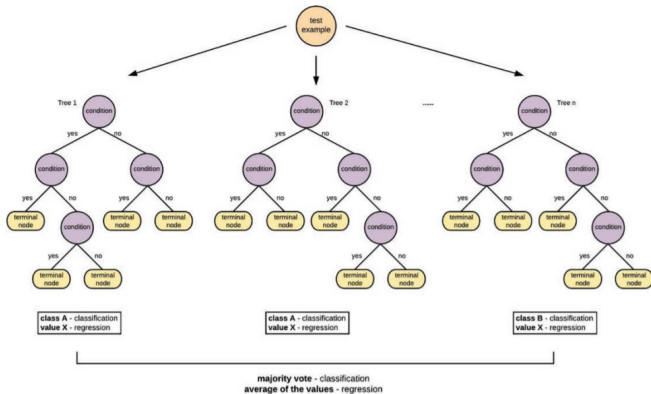 test
example
Tree 1
condition
Tree 2
condition
......
condition
Tree n
yes
no
yes
no
yes
no
condition
condition
condition
condition
condition
condition
yes
no
yes
no
yes
no
yes
no
yes
no
yes
no
terminal
node
terminal
node
terminal
node
terminal
node
terminal
node
terminal
node
terminal
node
terminal
node
terminal
node
condition
condition
condition
yes
no
yes
no
yes
no
terminal
node
terminal
node
terminal
node
terminal
node
terminal
node
terminal
node
class A - classification
value X - regression
class A - classification
value X - regression
class B - classification
value X - regression
majority vote - classification
average of the values - regression